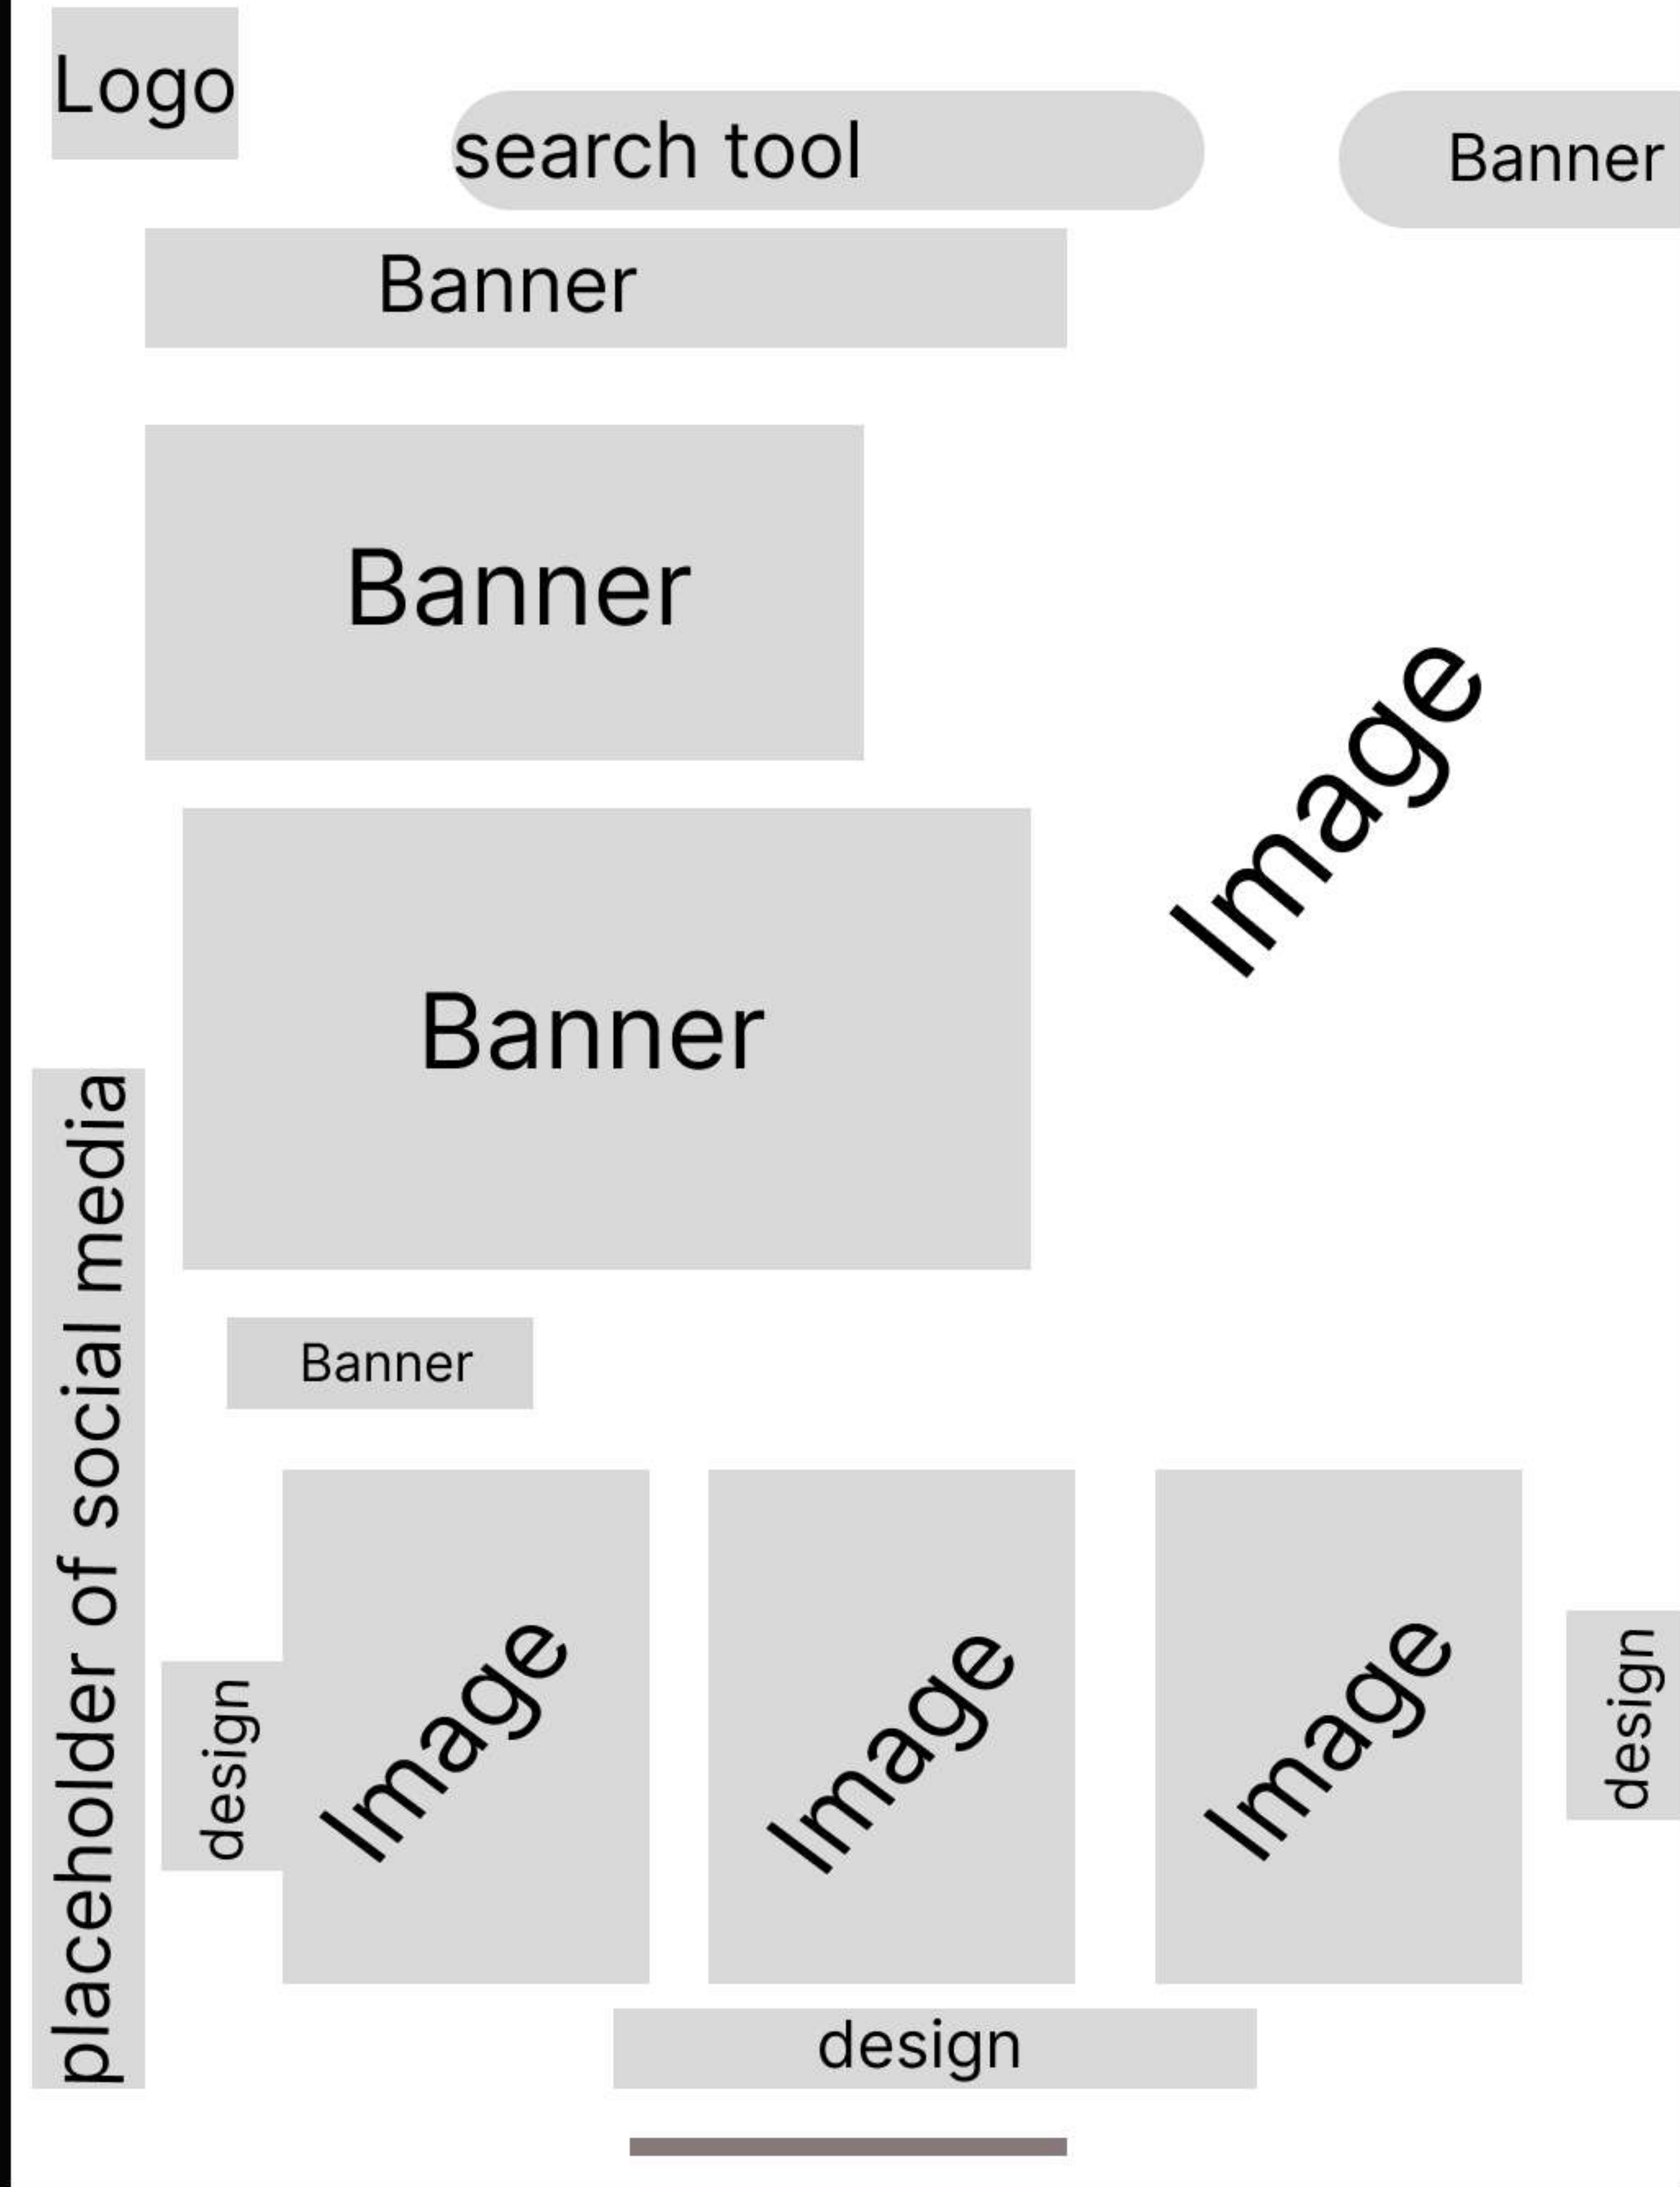 Logo
search tool
Banner
Banner
Banner
Image
Banner
placeholder of social media
Banner
design
Image
Image
Image
design
design